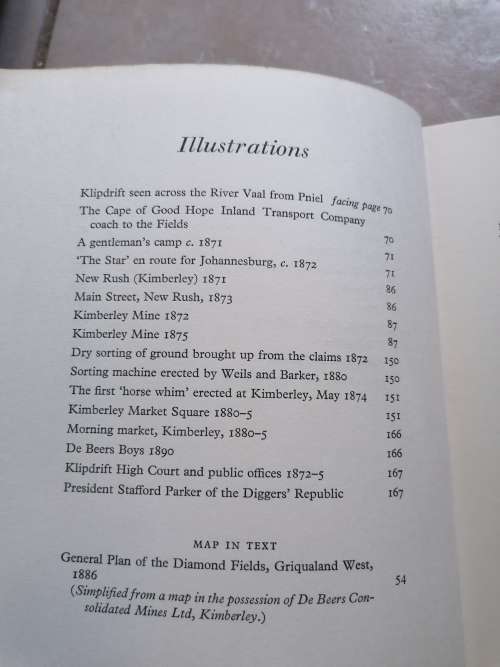 Illustrations
Klipdrift seen across the River Vaal from Pniel facing page 70
The Cape of Good Hope Inland Transport Company
coach to the Fields 70
A gentleman's camp c. 1871 71
'The Star' en route for Johannesburg, c. 1872 71
New Rush (Kimberley) 1871 86
Main Street, New Rush, 1873 86
Kimberley Mine 1872 87
Kimberley Mine 1875 87
Dry sorting of ground brought up from the claims 1872 150
Sorting machine erected by Weils and Barker, 1880 150
The first 'horse whim' erected at Kimberley, May 1874 151
Kimberley Market Square 1880–5 151
Morning market, Kimberley, 1880–5 166
De Beers Boys 1890 166
Klipdrift High Court and public offices 1872–5 167
President Stafford Parker of the Diggers' Republic 167
MAP IN TEXT
General Plan of the Diamond Fields, Griqualand West,
1886 54
(Simplified from a map in the possession of De Beers Con-
solidated Mines Ltd, Kimberley.)